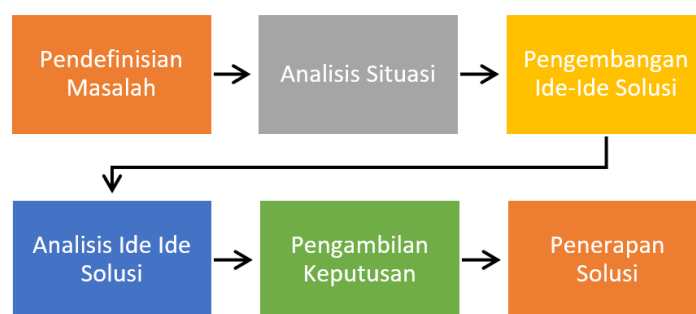 Pendefinisian
Masalah
Analisis Situasi
Pengembangan
Ide-Ide Solusi
Analisis Ide Ide
Solusi
Pengambilan
Keputusan
Penerapan
Solusi